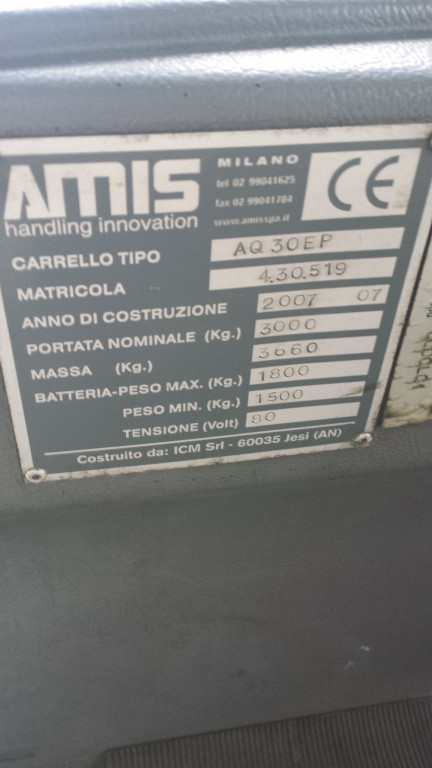 AMIS
handling innovation
MILANO
tel 02 99041625
fax 02 99041784
www.amisspa.it
CE
CARRELLO TIPO AQ 30EP
MATRICOLA 4.30.519
ANNO DI COSTRUZIONE 2007 07
PORTATA NOMINALE (Kg.) 3000
MASSA (Kg.) 3660
BATTERIA-PESO MAX. (Kg.) 1800
PESO MIN. (Kg.) 1500
TENSIONE (Volt) 80
Costruito da: ICM Srl - 60035 Jesi (AN)